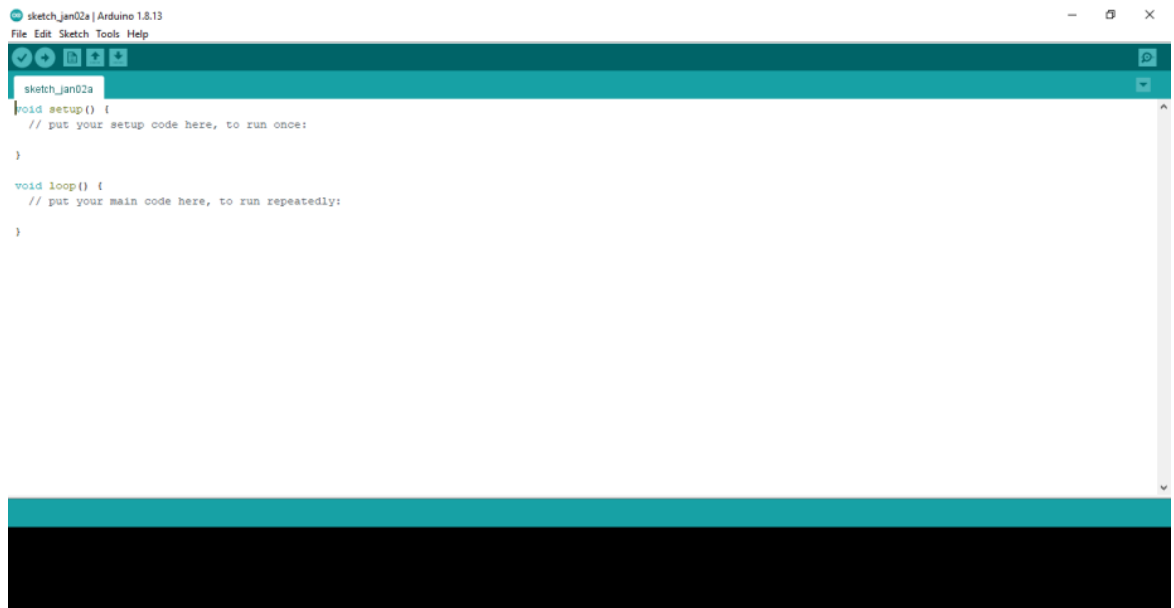 sketch_jan02a | Arduino 1.8.13
File Edit Sketch Tools Help
sketch_jan02a
void setup() {
  // put your setup code here, to run once:
}
void loop() {
  // put your main code here, to run repeatedly:
}